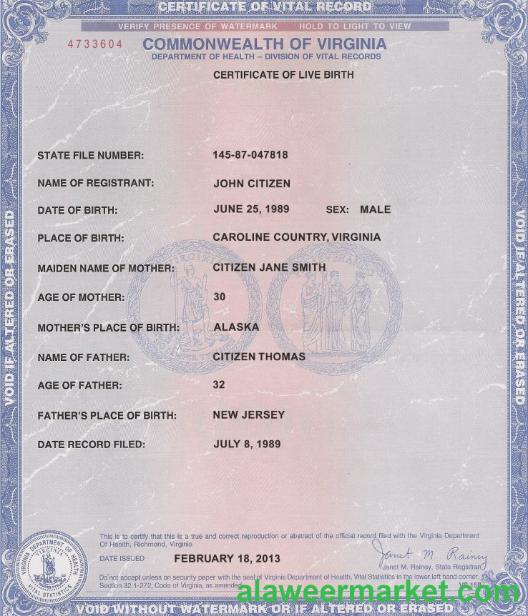 CERTIFICATE OF VITAL RECORD
VERIFY PRESENCE OF WATERMARK HOLD TO LIGHT TO VIEW
4733604
COMMONWEALTH OF VIRGINIA
DEPARTMENT OF HEALTH – DIVISION OF VITAL RECORDS
CERTIFICATE OF LIVE BIRTH
STATE FILE NUMBER: 145-87-047818
NAME OF REGISTRANT: JOHN CITIZEN
DATE OF BIRTH: JUNE 25, 1989 SEX: MALE
PLACE OF BIRTH: CAROLINE COUNTRY, VIRGINIA
MAIDEN NAME OF MOTHER: CITIZEN JANE SMITH
AGE OF MOTHER: 30
MOTHER'S PLACE OF BIRTH: ALASKA
NAME OF FATHER: CITIZEN THOMAS
AGE OF FATHER: 32
FATHER'S PLACE OF BIRTH: NEW JERSEY
DATE RECORD FILED: JULY 8, 1989
VOID IF ALTERED OR ERASED
VOID IF ALTERED OR ERASED
This is to certify that this is a true and correct reproduction or abstract of the official record filed with the Virginia Department
Of Health, Richmond, Virginia
DATE ISSUED FEBRUARY 18, 2013
Janet M Rainey
Janet M. Rainey, State Registrar
Do not accept unless on security paper with the seal of Virginia Department of Health, Vital Statistics in the lower left hand corner.
Section 32.1-272, Code of Virginia, as amended.
VIRGINIA DEPARTMENT OF HEALTH
VITAL STATISTICS
alaweermarket.com
VOID WITHOUT WATERMARK OR IF ALTERED OR ERASED